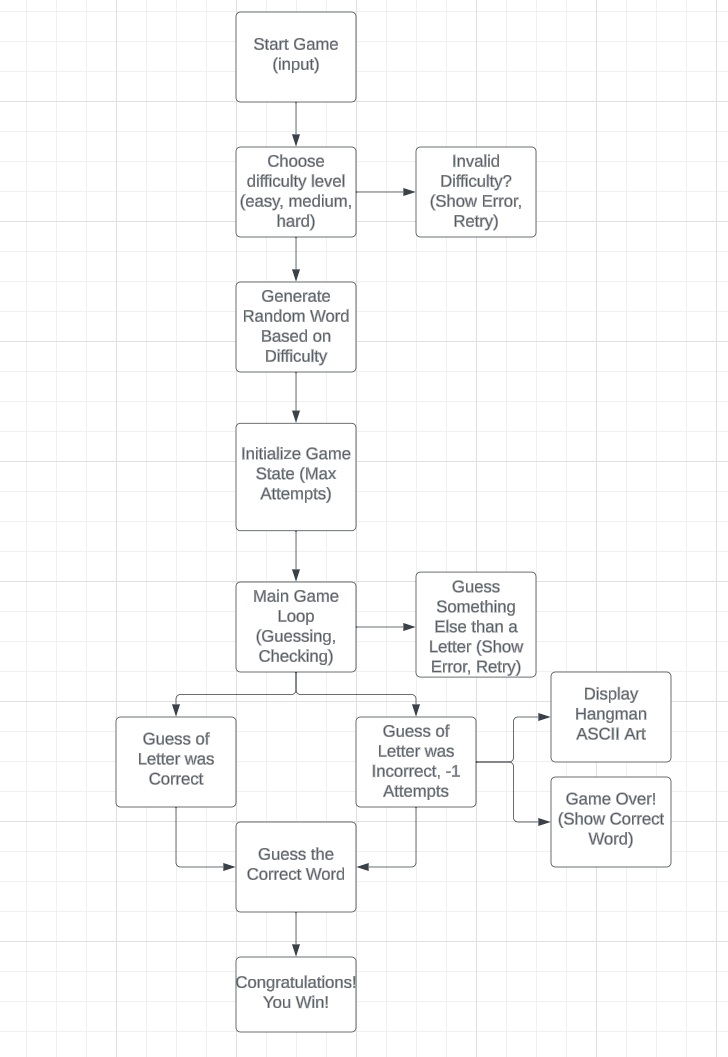 Start Game
(input)
Choose
difficulty level
(easy, medium,
hard)
Invalid
Difficulty?
(Show Error,
Retry)
Generate
Random Word
Based on
Difficulty
Initialize Game
State (Max
Attempts)
Main Game
Loop
(Guessing,
Checking)
Guess
Something
Else than a
Letter (Show
Error, Retry)
Guess of
Letter was
Correct
Guess of
Letter was
Incorrect, -1
Attempts
Display
Hangman
ASCII Art
Game Over!
(Show Correct
Word)
Guess the
Correct Word
Congratulations!
You Win!